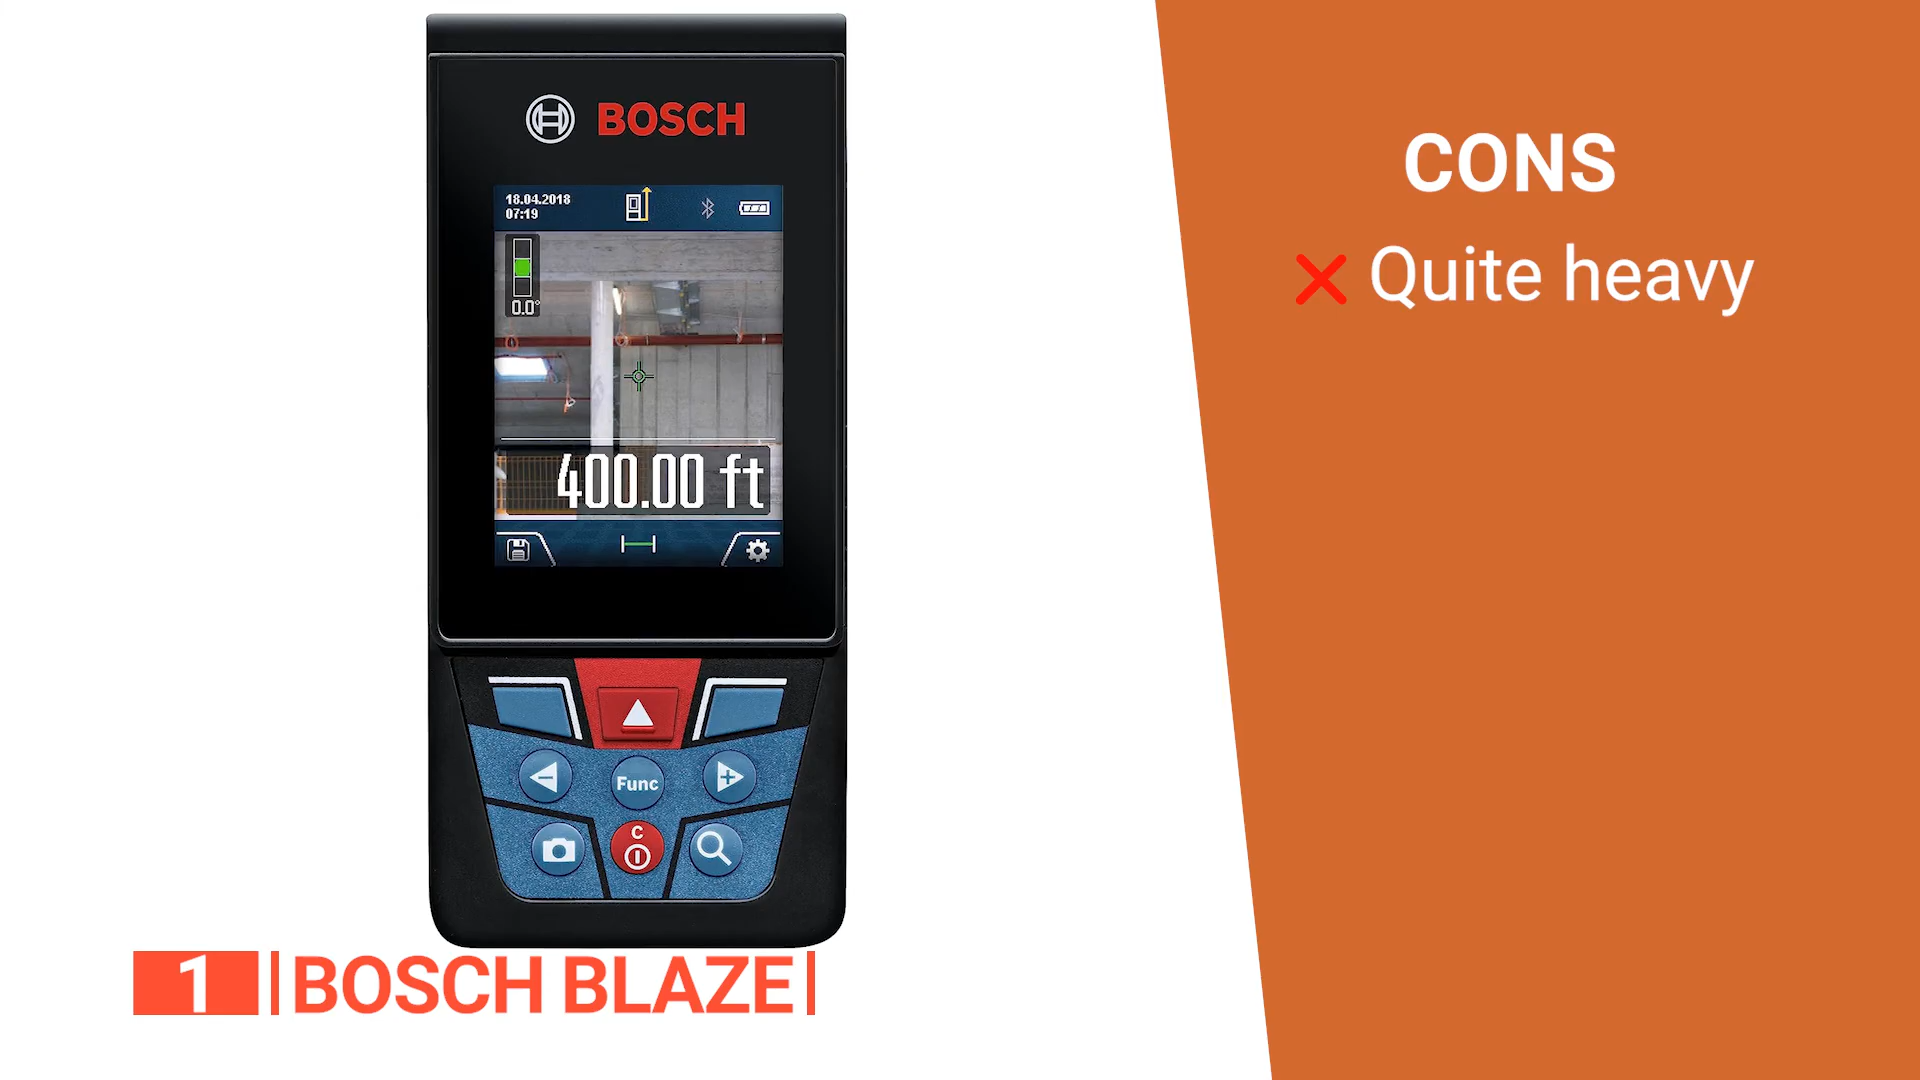 BOSCH
18.04.2018
07:19
0.0°
400.00 ft
Func
C
1 BOSCH BLAZE
CONS
Quite heavy